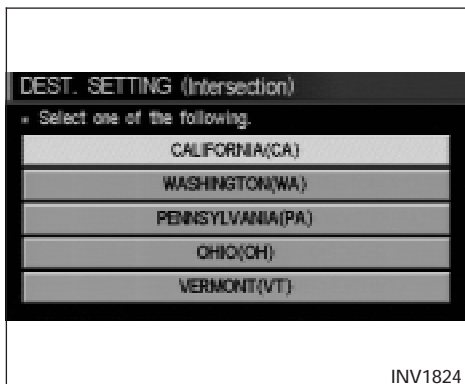 DEST. SETTING (Intersection)
Select one of the following.
CALIFORNIA(CA)
WASHINGTON(WA)
PENNSYLVANIA(PA)
OHIO(OH)
VERMONT(VT)
INV1824